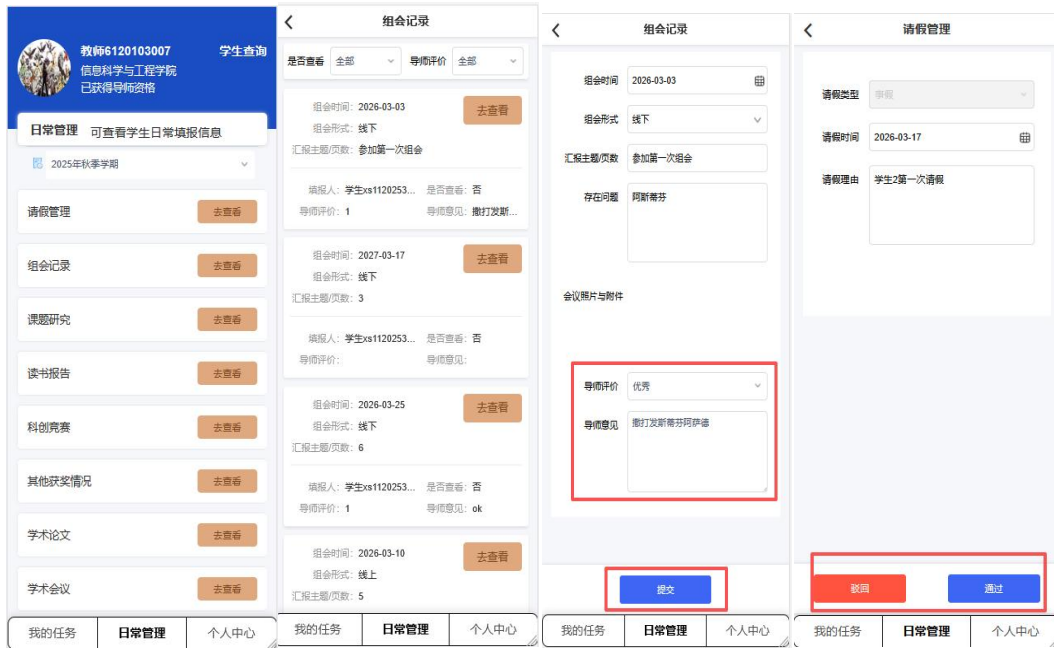 教师6120103007 学生查询
信息科学与工程学院
已获得导师资格
日常管理 可查看学生日常填报信息
2025年秋季学期
请假管理 去查看
组会记录 去查看
课题研究 去查看
读书报告 去查看
科创竞赛 去查看
其他获奖情况 去查看
学术论文 去查看
学术会议 去查看
我的任务 日常管理 个人中心
组会记录
是否查看 全部 导师评价 全部
组会时间: 2026-03-03 去查看
组会形式: 线下
汇报主题/页数: 参加第一次组会
填报人: 学生xs1120253... 是否查看: 否
导师评价: 1 导师意见: 撒打发斯...
组会时间: 2027-03-17 去查看
组会形式: 线下
汇报主题/页数: 3
填报人: 学生xs1120253... 是否查看: 否
导师评价: 导师意见:
组会时间: 2026-03-25 去查看
组会形式: 线下
汇报主题/页数: 6
填报人: 学生xs1120253... 是否查看: 否
导师评价: 1 导师意见: ok
组会时间: 2026-03-10 去查看
组会形式: 线上
汇报主题/页数: 5
我的任务 日常管理 个人中心
组会记录
组会时间 2026-03-03
组会形式 线下
汇报主题/页数 参加第一次组会
存在问题 阿斯蒂芬
会议照片与附件
导师评价 优秀
导师意见 撒打发斯蒂芬阿萨德
提交
我的任务 日常管理 个人中心
请假管理
请假类型 事假
请假时间 2026-03-17
请假理由 学生2第一次请假
驳回 通过
我的任务 日常管理 个人中心